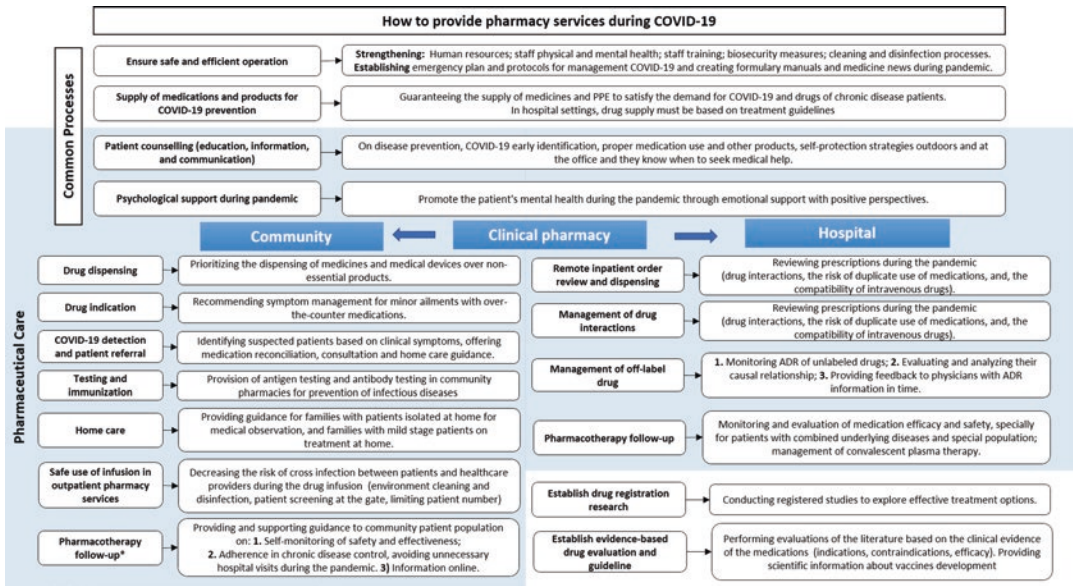 How to provide pharmacy services during COVID-19
Common Processes
Ensure safe and efficient operation
Strengthening: Human resources; staff physical and mental health; staff training; biosecurity measures; cleaning and disinfection processes.
Establishing emergency plan and protocols for management COVID-19 and creating formulary manuals and medicine news during pandemic.
Supply of medications and products for
COVID-19 prevention
Guaranteeing the supply of medicines and PPE to satisfy the demand for COVID-19 and drugs of chronic disease patients.
In hospital settings, drug supply must be based on treatment guidelines
Patient counselling (education, information,
and communication)
On disease prevention, COVID-19 early identification, proper medication use and other products, self-protection strategies outdoors and at
the office and they know when to seek medical help.
Psychological support during pandemic
Promote the patient's mental health during the pandemic through emotional support with positive perspectives.
Community
Clinical pharmacy
Hospital
Pharmaceutical Care
Drug dispensing
Prioritizing the dispensing of medicines and medical devices over non-
essential products.
Drug indication
Recommending symptom management for minor ailments with over-
the-counter medications.
COVID-19 detection
and patient referral
Identifying suspected patients based on clinical symptoms, offering
medication reconciliation, consultation and home care guidance.
Testing and
immunization
Provision of antigen testing and antibody testing in community
pharmacies for prevention of infectious diseases
Home care
Providing guidance for families with patients isolated at home for
medical observation, and families with mild stage patients on
treatment at home.
Safe use of infusion in
outpatient pharmacy
services
Decreasing the risk of cross infection between patients and healthcare
providers during the drug infusion (environment cleaning and
disinfection, patient screening at the gate, limiting patient number)
Pharmacotherapy
follow-up*
Providing and supporting guidance to community patient population
on: 1. Self-monitoring of safety and effectiveness;
2. Adherence in chronic disease control, avoiding unnecessary
hospital visits during the pandemic. 3) Information online.
Remote inpatient order
review and dispensing
Reviewing prescriptions during the pandemic
(drug interactions, the risk of duplicate use of medications, and, the
compatibility of intravenous drugs).
Management of drug
interactions
Reviewing prescriptions during the pandemic
(drug interactions, the risk of duplicate use of medications, and, the
compatibility of intravenous drugs).
Management of off-label
drug
1. Monitoring ADR of unlabeled drugs; 2. Evaluating and analyzing their
causal relationship; 3. Providing feedback to physicians with ADR
information in time.
Pharmacotherapy follow-up
Monitoring and evaluation of medication efficacy and safety, specially
for patients with combined underlying diseases and special population;
management of convalescent plasma therapy.
Establish drug registration
research
Conducting registered studies to explore effective treatment options.
Establish evidence-based
drug evaluation and
guideline
Performing evaluations of the literature based on the clinical evidence
of the medications (indications, contraindications, efficacy). Providing
scientific information about vaccines development